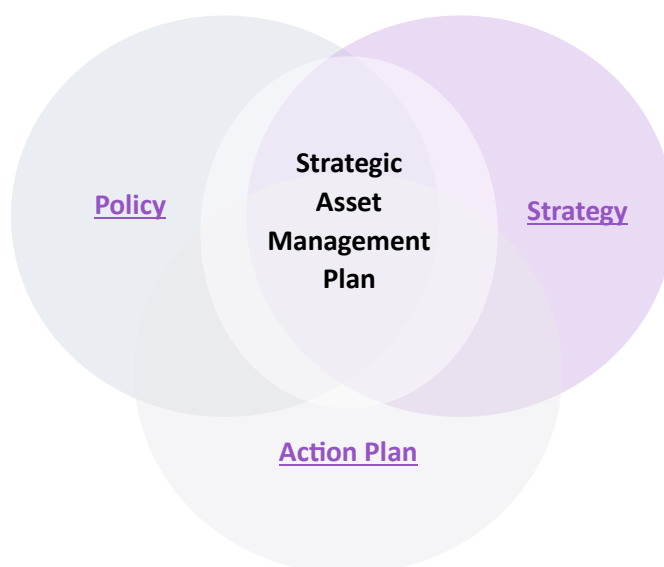 Strategic
Asset
Management
Plan
Policy
Strategy
Action Plan